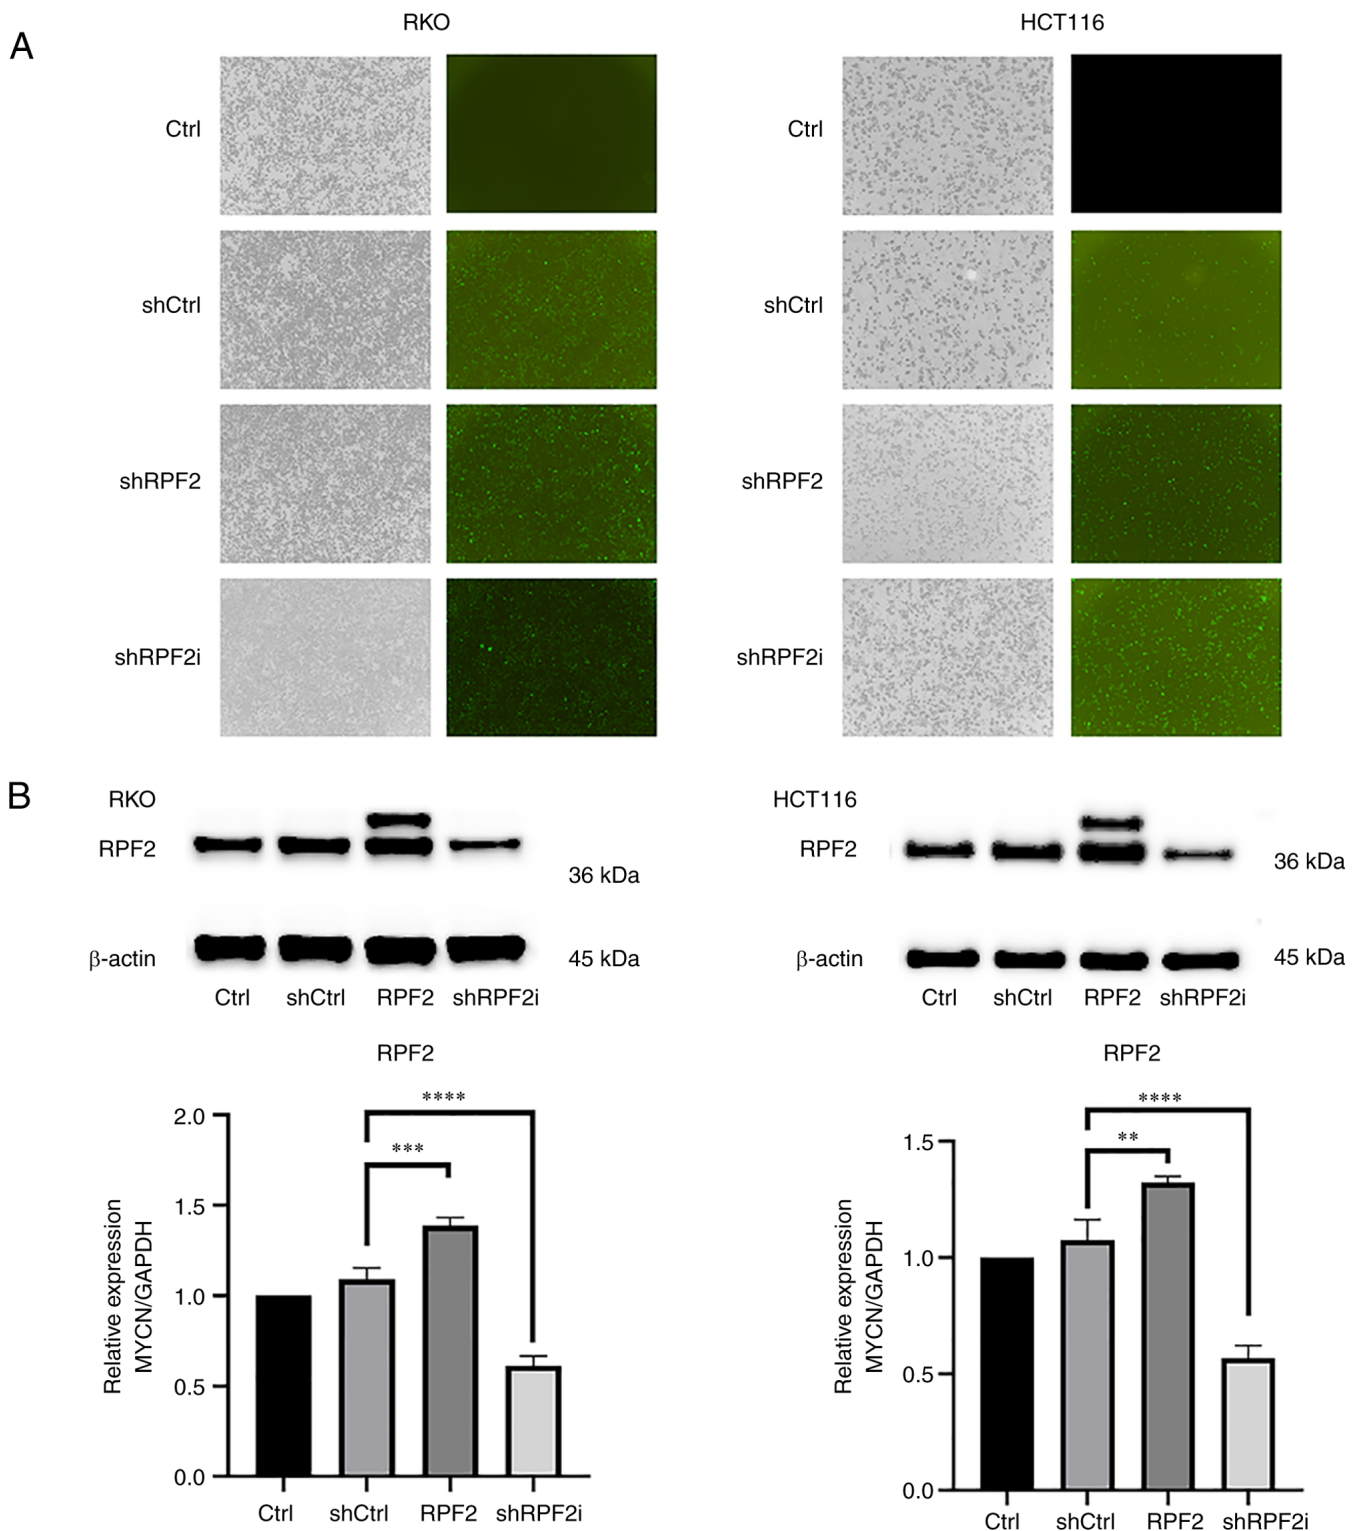 A
RKO
HCT116
Ctrl
Ctrl
shCtrl
shCtrl
shRPF2
shRPF2
shRPF2i
shRPF2i
B
RKO
RPF2
36 kDa
β-actin
45 kDa
Ctrl shCtrl RPF2 shRPF2i
HCT116
RPF2
36 kDa
β-actin
45 kDa
Ctrl shCtrl RPF2 shRPF2i
RPF2
****
***
2.0
1.5
1.0
0.5
0.0
Relative expression
MYCN/GAPDH
Ctrl shCtrl RPF2 shRPF2i
RPF2
****
**
1.5
1.0
0.5
0.0
Relative expression
MYCN/GAPDH
Ctrl shCtrl RPF2 shRPF2i